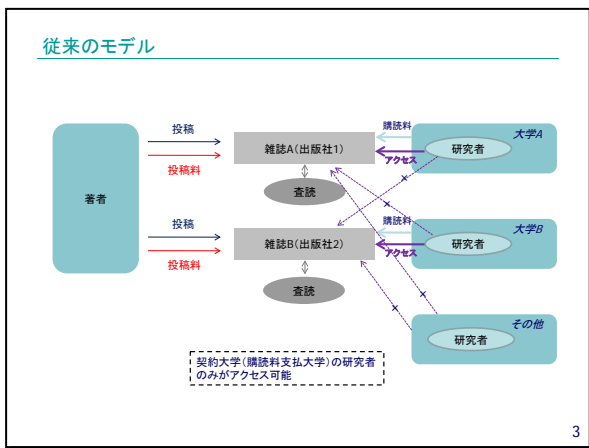 従来のモデル
著者
投稿
投稿料
雑誌A(出版社1)
査読
購読料
アクセス
大学A
研究者
投稿
投稿料
雑誌B(出版社2)
査読
購読料
アクセス
大学B
研究者
×
×
×
×
その他
研究者
契約大学(購読料支払大学)の研究者
のみがアクセス可能
3